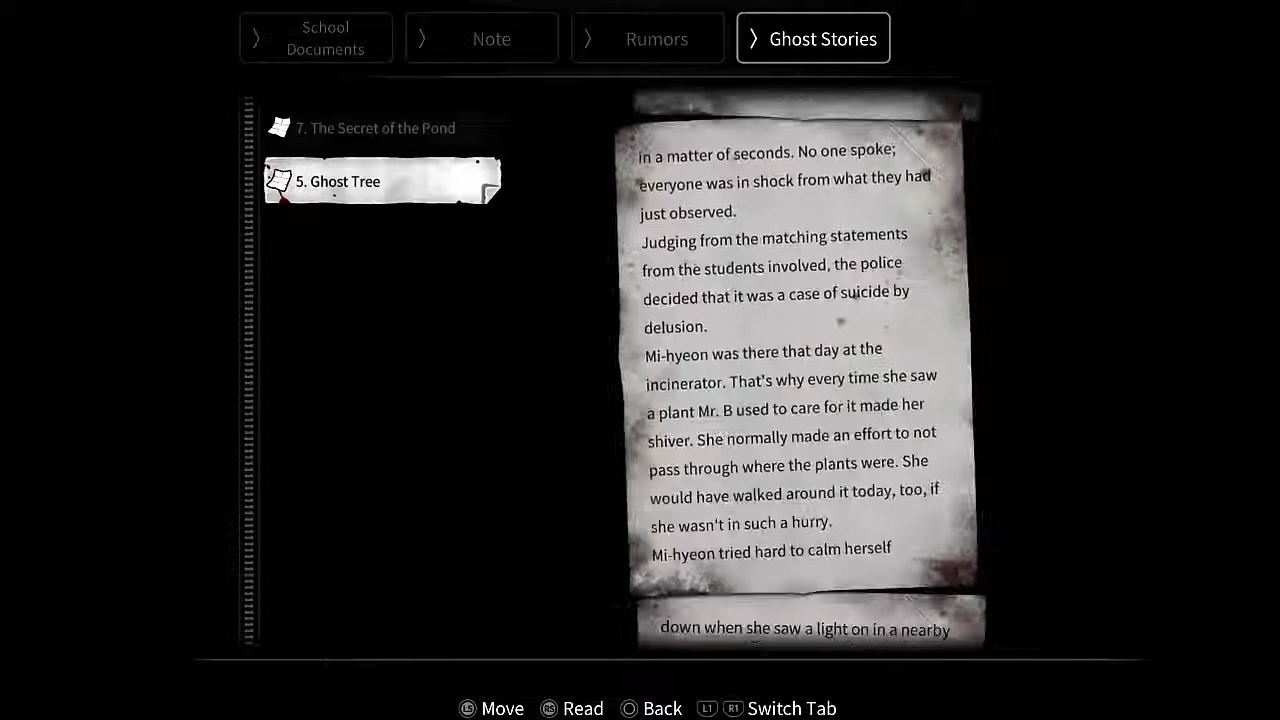 School
Documents
Note
Rumors
Ghost Stories
7. The Secret of the Pond
5. Ghost Tree
in a matter of seconds. No one spoke;
everyone was in shock from what they had
just observed.
Judging from the matching statements
from the students involved, the police
decided that it was a case of suicide by
delusion.
Mi-hyeon was there that day at the
incinerator. That's why every time she saw
a plant Mr. B used to care for it made her
shiver. She normally made an effort to not
pass through where the plants were. She
would have walked around it today, too, if
she wasn't in such a hurry.
Mi-hyeon tried hard to calm herself
down when she saw a light on in a nearby
LS Move RS Read Back L1 R1 Switch Tab